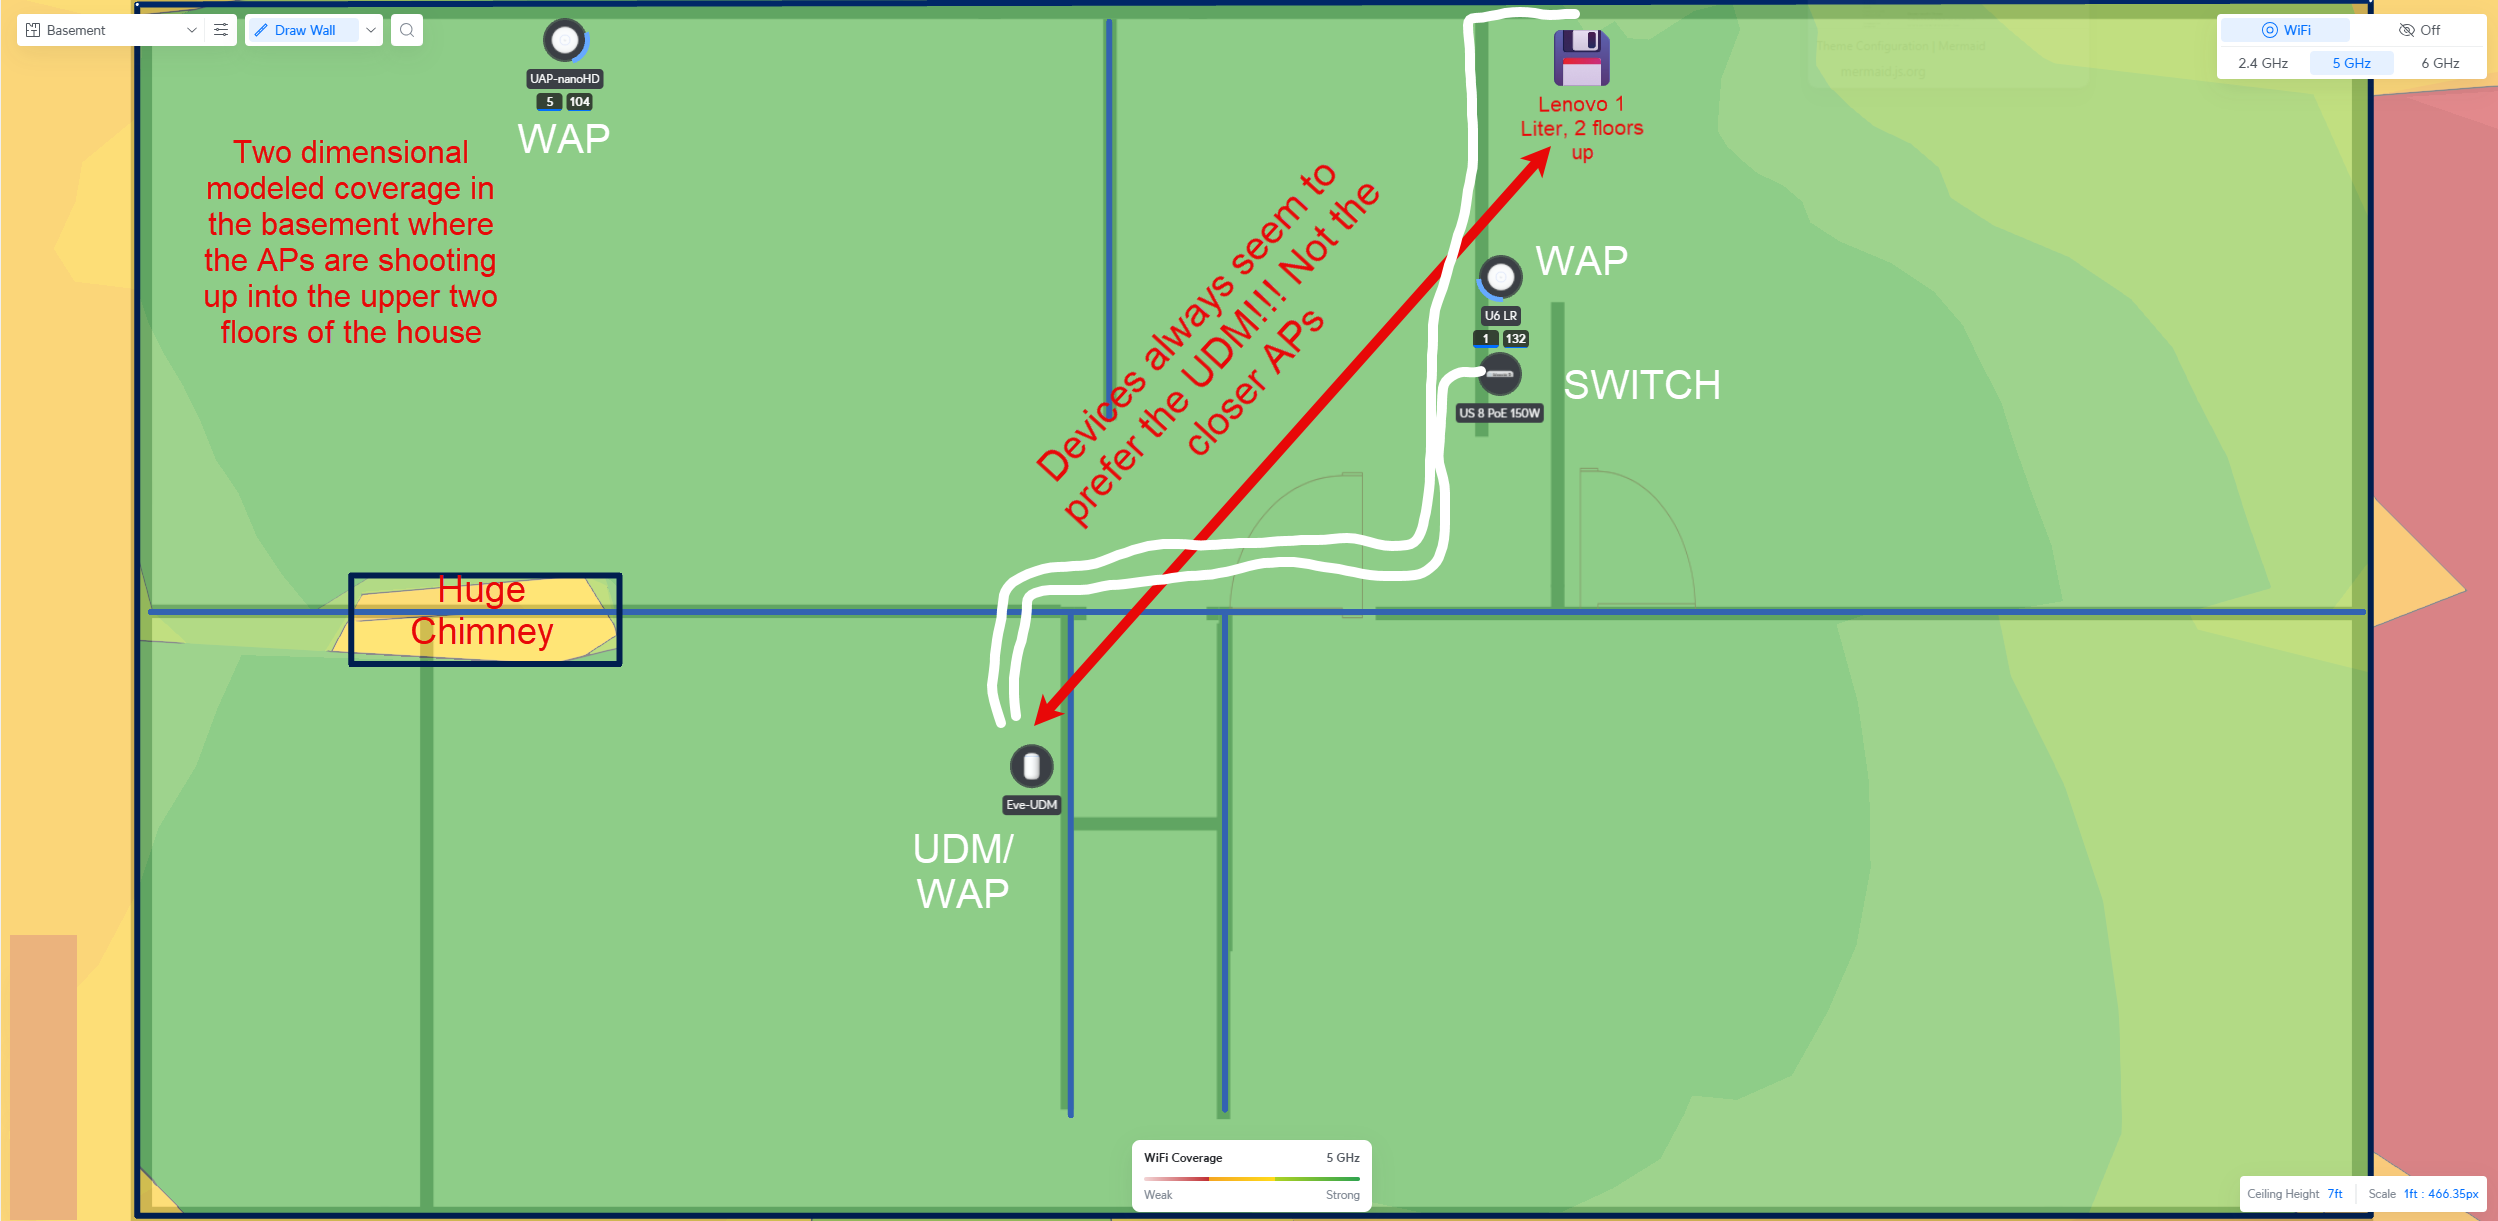 Basement
Draw Wall
WiFi
Off
2.4 GHz
5 GHz
6 GHz
Theme Configuration | Mermaid
UAP-nanoHD
5 104
WAP
Two dimensional
modeled coverage in
the basement where
the APs are shooting
up into the upper two
floors of the house
Lenovo 1
Liter, 2 floors
up
Devices always seem to
prefer the UDM!!!! Not the
closer APs
WAP
U6 LR
1 132
SWITCH
US 8 PoE 150W
Huge
Chimney
Eve-UDM
UDM/
WAP
WiFi Coverage 5 GHz
Weak Strong
Ceiling Height 7ft Scale 1ft : 466.35px